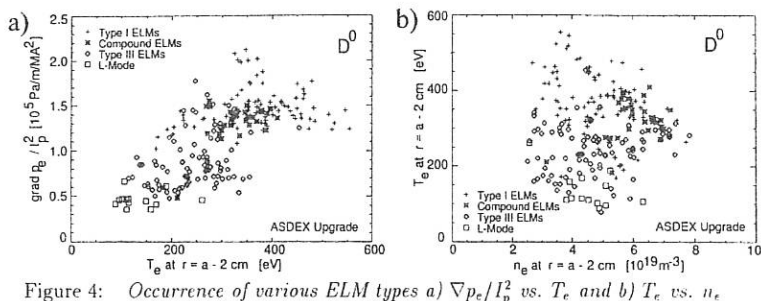 a)
2.5
2.0
1.5
1.0
0.5
0.0
grad p_e / I_p^2 [10^5 Pa/m/MA^2]
+ Type I ELMs
× Compound ELMs
o Type III ELMs
□ L-Mode
D^0
ASDEX Upgrade
0 200 400 600
T_e at r = a - 2 cm [eV]
b)
600
400
200
0
T_e at r = a - 2 cm [eV]
D^0
+ Type I ELMs
× Compound ELMs
o Type III ELMs
□ L-Mode
ASDEX Upgrade
0 2 4 6 8 10
n_e at r = a - 2 cm [10^19 m^-3]
Figure 4: Occurrence of various ELM types a) ∇p_e/I_p^2 vs. T_e and b) T_e vs. n_e